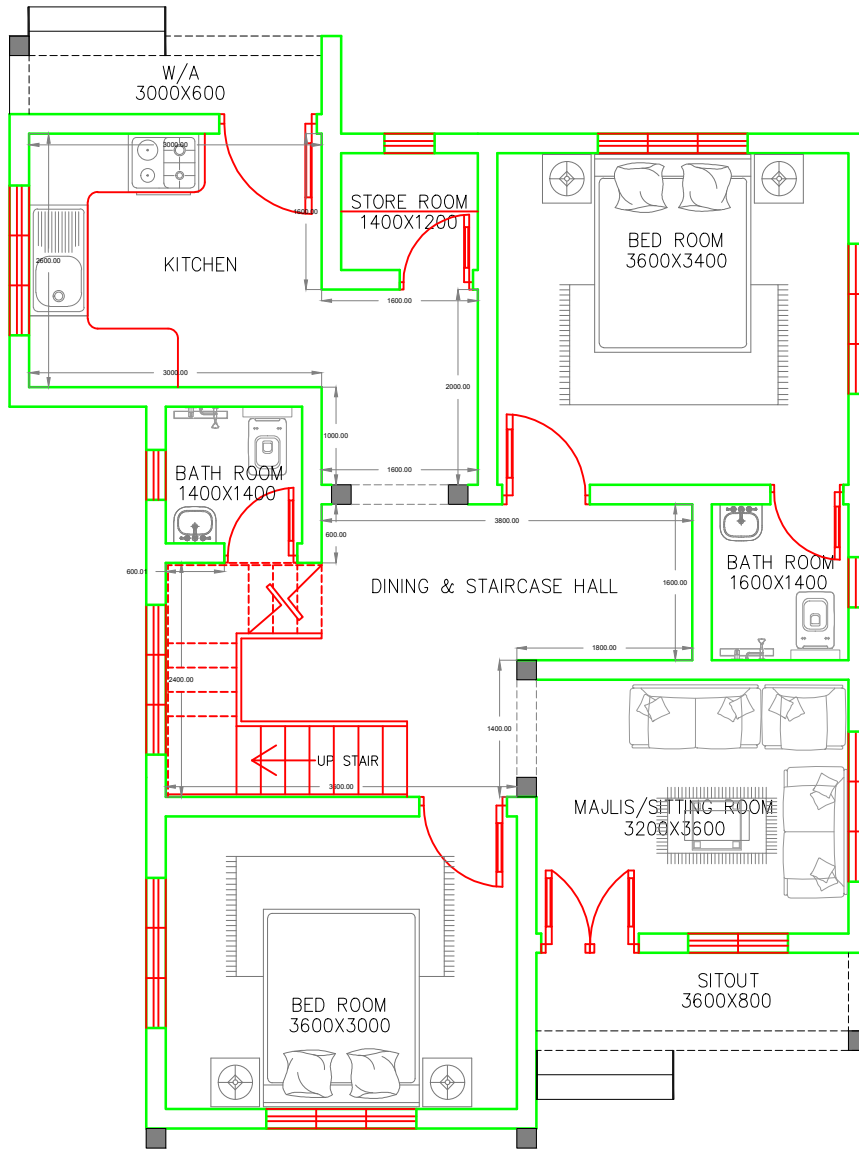 W/A
3000X600
3000.00
STORE ROOM
1400X1200
1600.00
BED ROOM
3600X3400
KITCHEN
2600.00
1600.00
2000.00
3000.00
1000.00
BATH ROOM
1400X1400
1600.00
3800.00
600.00
BATH ROOM
1600X1400
600.01
DINING & STAIRCASE HALL
1600.00
1800.00
2400.00
1400.00
UP STAIR
3600.00
MAJLIS/SITTING ROOM
3200X3600
SITOUT
3600X800
BED ROOM
3600X3000